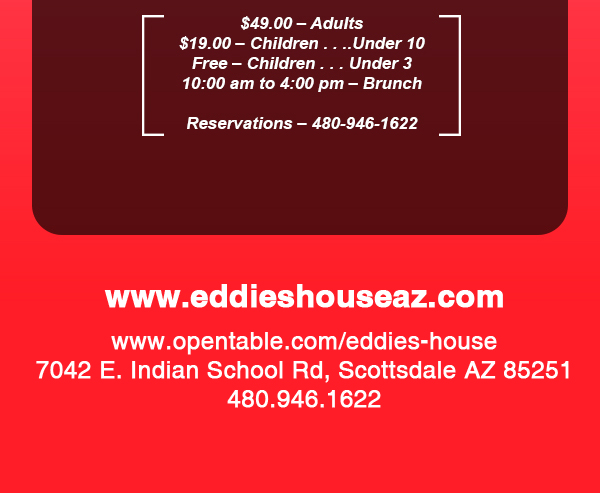 $49.00 – Adults
$19.00 – Children . . ..Under 10
Free – Children . . . Under 3
10:00 am to 4:00 pm – Brunch
Reservations – 480-946-1622
www.eddieshouseaz.com
www.opentable.com/eddies-house
7042 E. Indian School Rd, Scottsdale AZ 85251
480.946.1622